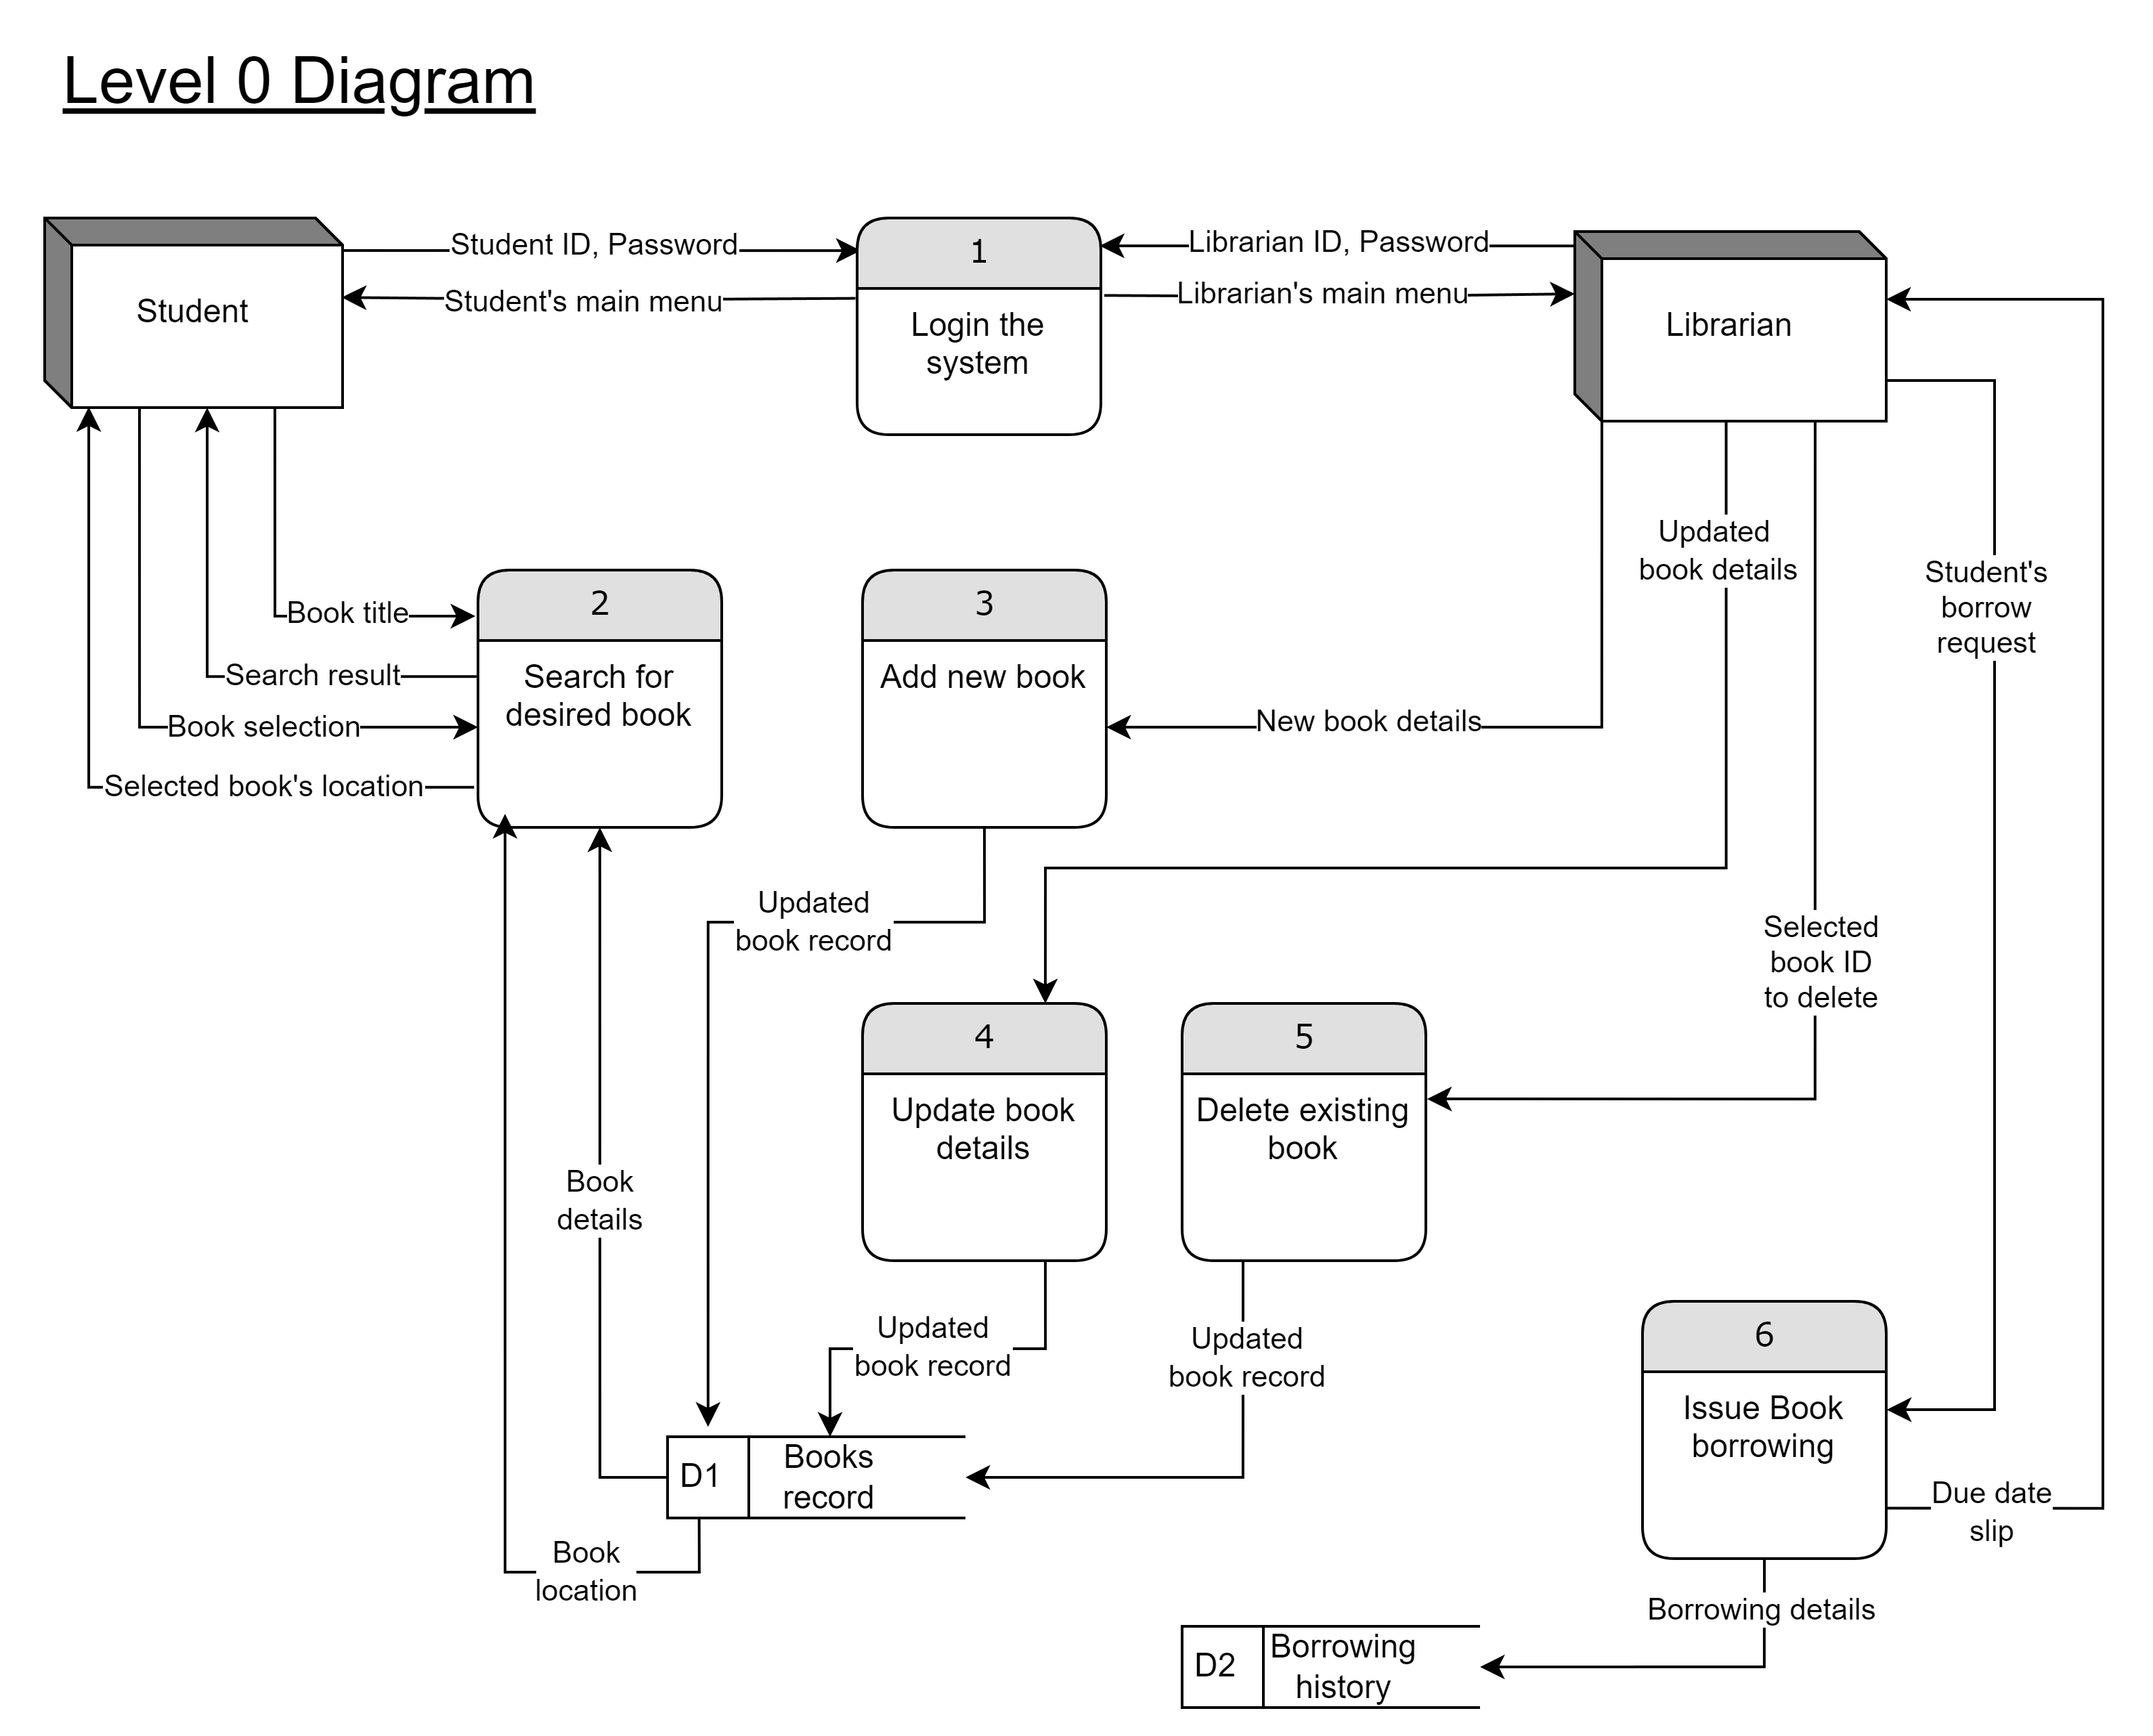 Level 0 Diagram
Student
Student ID, Password
Student's main menu
1
Login the
system
Librarian ID, Password
Librarian's main menu
Librarian
Book title
Search result
Book selection
Selected book's location
2
Search for
desired book
3
Add new book
New book details
Updated
book details
Student's
borrow
request
Updated
book record
Selected
book ID
to delete
4
Update book
details
5
Delete existing
book
Book
details
Updated
book record
Updated
book record
6
Issue Book
borrowing
D1
Books
record
Due date
slip
Book
location
Borrowing details
D2
Borrowing
history